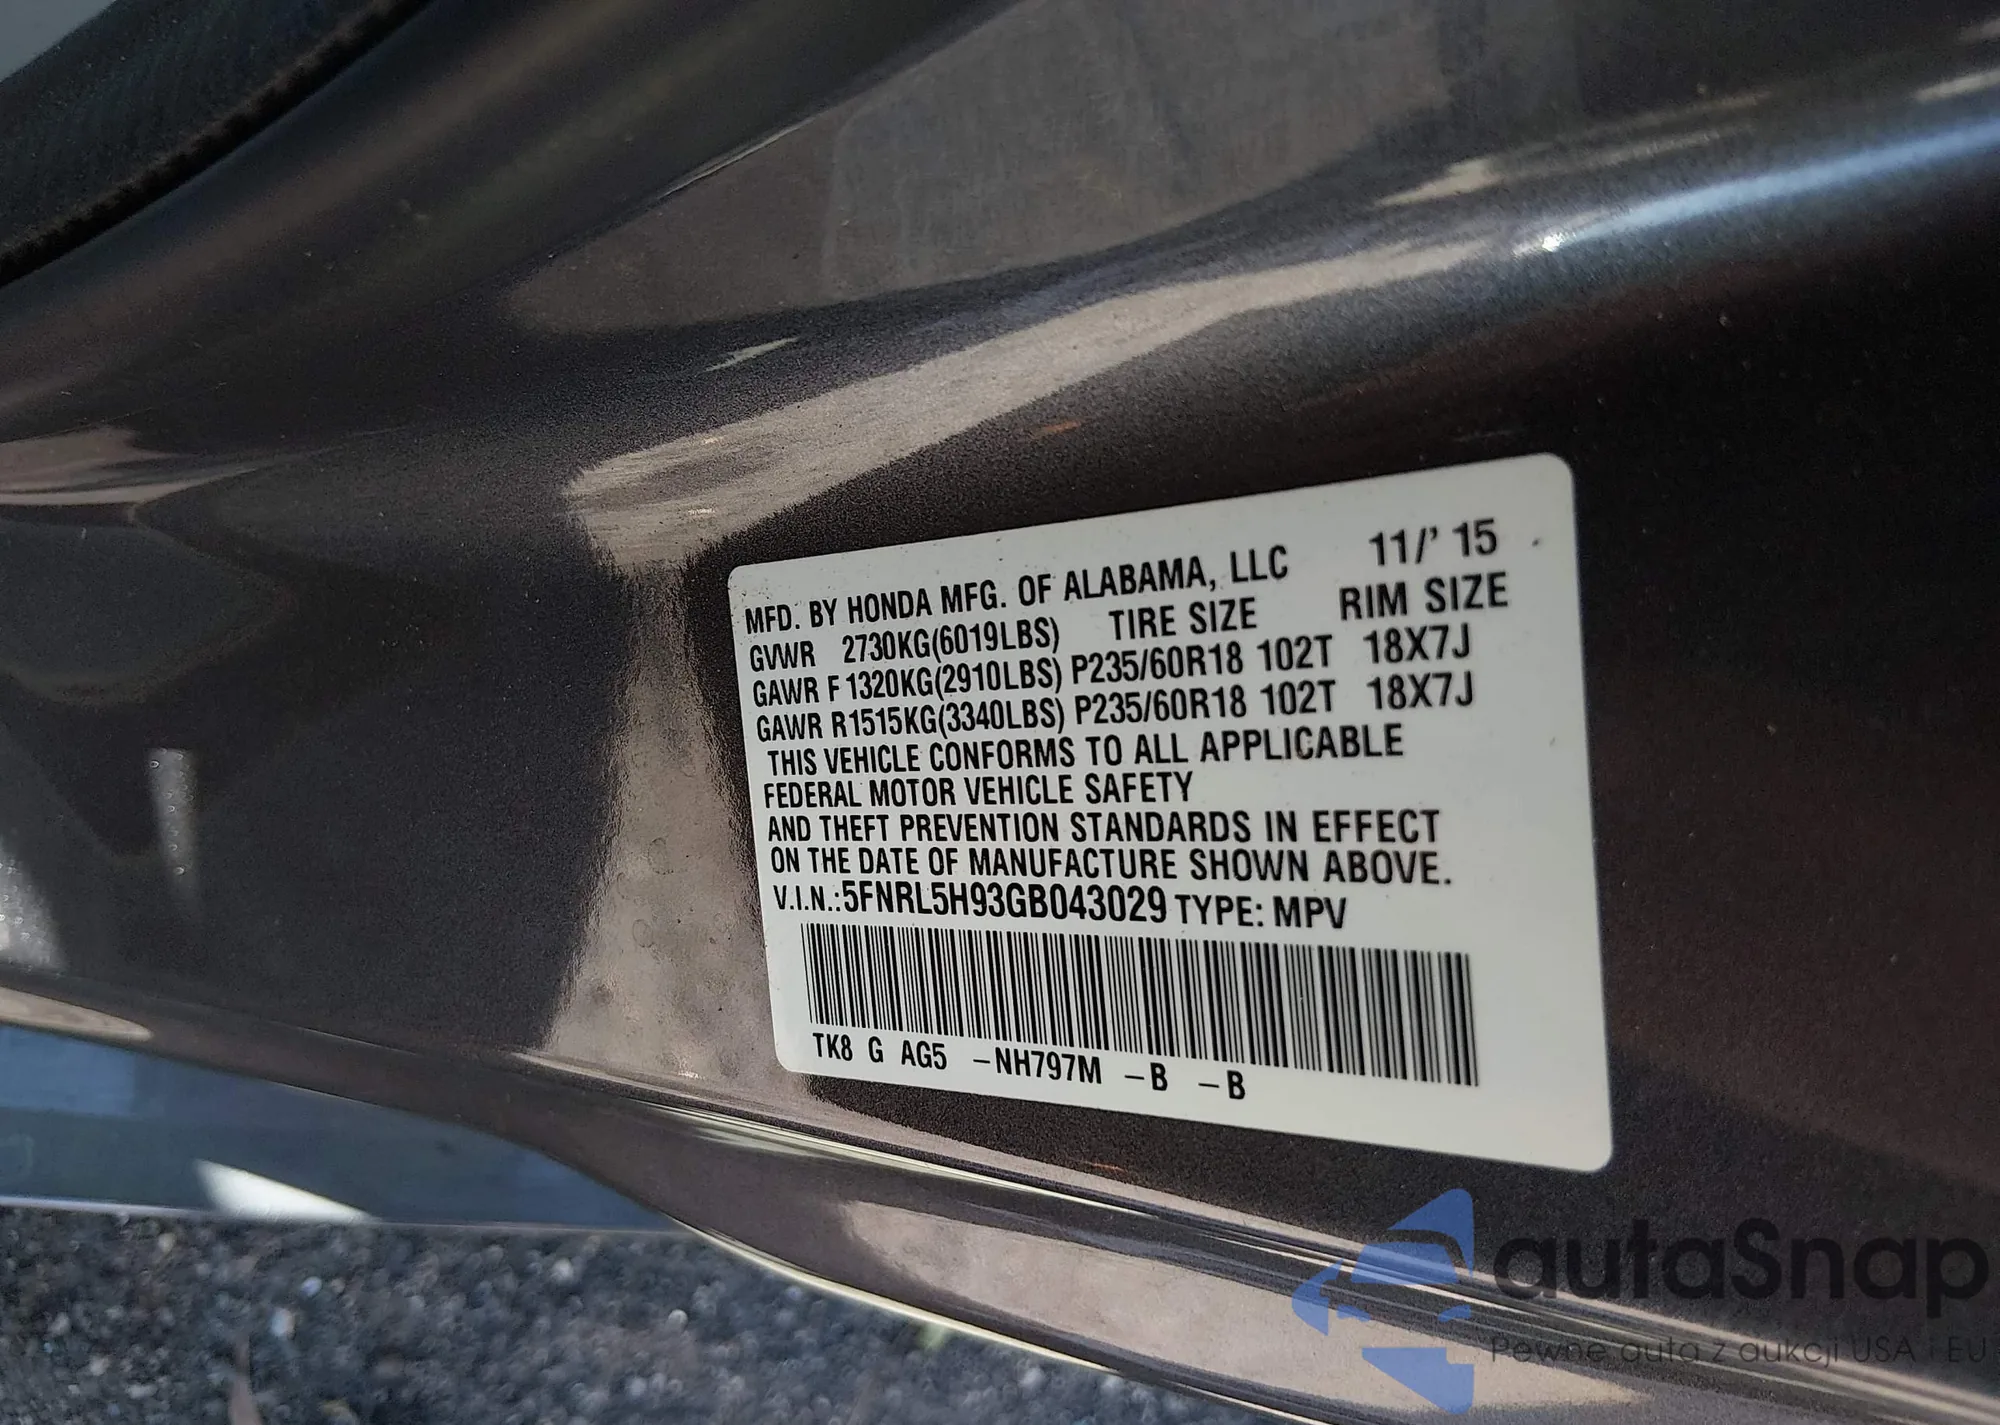 MFD. BY HONDA MFG. OF ALABAMA, LLC 11/' 15
GVWR 2730KG(6019LBS) TIRE SIZE RIM SIZE
GAWR F 1320KG(2910LBS) P235/60R18 102T 18X7J
GAWR R1515KG(3340LBS) P235/60R18 102T 18X7J
THIS VEHICLE CONFORMS TO ALL APPLICABLE
FEDERAL MOTOR VEHICLE SAFETY
AND THEFT PREVENTION STANDARDS IN EFFECT
ON THE DATE OF MANUFACTURE SHOWN ABOVE.
V.I.N.:5FNRL5H93GB043029 TYPE: MPV
TK8 G AG5 -NH797M -B -B
autaSnap
Pewne auta z aukcji USA i EU